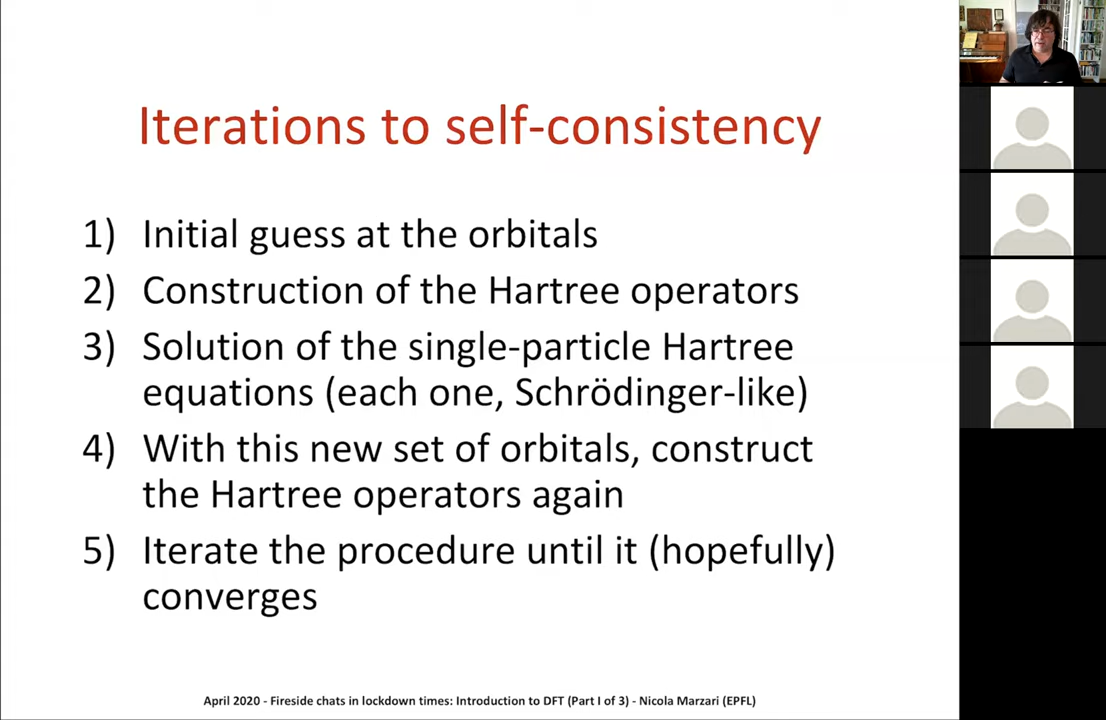 Iterations to self-consistency
1) Initial guess at the orbitals
2) Construction of the Hartree operators
3) Solution of the single-particle Hartree
equations (each one, Schrödinger-like)
4) With this new set of orbitals, construct
the Hartree operators again
5) Iterate the procedure until it (hopefully)
converges
April 2020 - Fireside chats in lockdown times: Introduction to DFT (Part I of 3) - Nicola Marzari (EPFL)